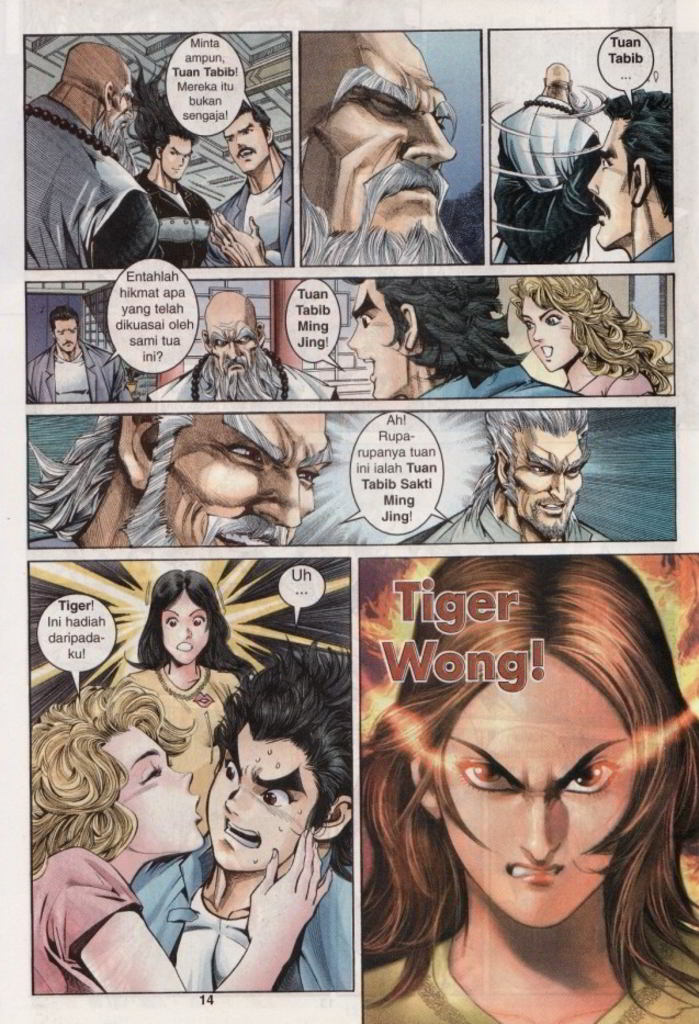 Minta
ampun,
Tuan Tabib!
Mereka itu
bukan
sengaja!
Tuan
Tabib
...
Entahlah
hikmat apa
yang telah
dikuasai oleh
sami tua
ini?
Tuan
Tabib
Ming
Jing!
Ah!
Rupa-
rupanya tuan
ini ialah Tuan
Tabib Sakti
Ming
Jing!
Tiger!
Ini hadiah
daripada-
ku!
Uh
...
Tiger
Wong!
14